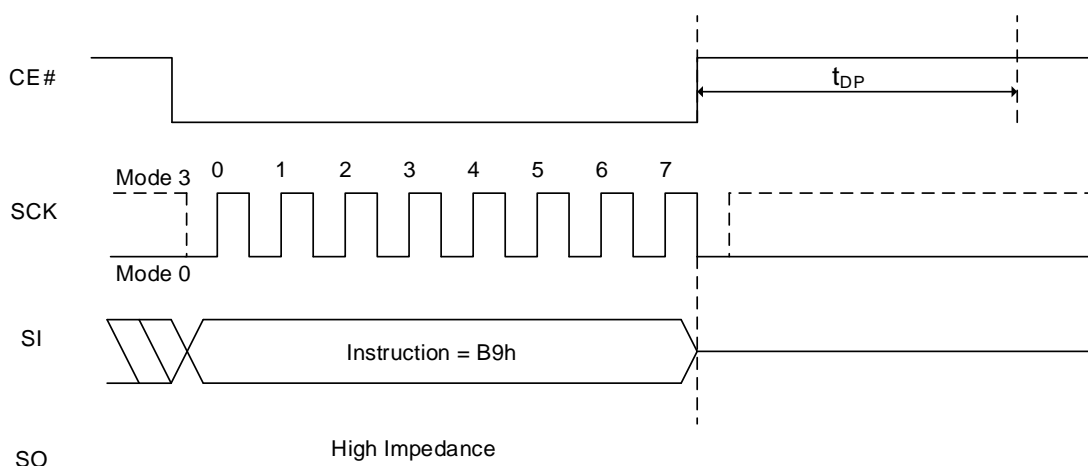 CE#
tDP
0 1 2 3 4 5 6 7
Mode 3
SCK
Mode 0
SI
Instruction = B9h
High Impedance
SO